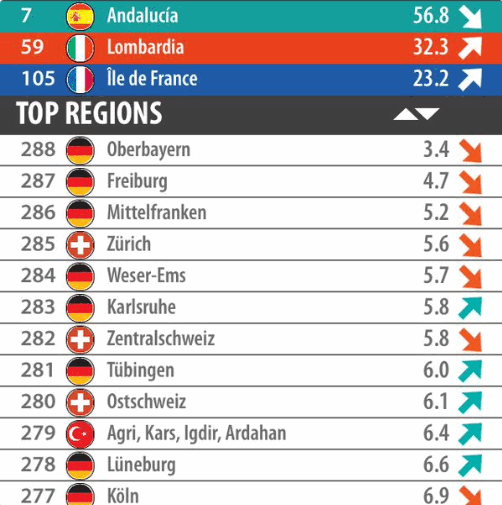 7 Andalucía 56.8
59 Lombardia 32.3
105 Île de France 23.2
TOP REGIONS
288 Oberbayern 3.4
287 Freiburg 4.7
286 Mittelfranken 5.2
285 Zürich 5.6
284 Weser-Ems 5.7
283 Karlsruhe 5.8
282 Zentralschweiz 5.8
281 Tübingen 6.0
280 Ostschweiz 6.1
279 Agri, Kars, Igdir, Ardahan 6.4
278 Lüneburg 6.6
277 Köln 6.9